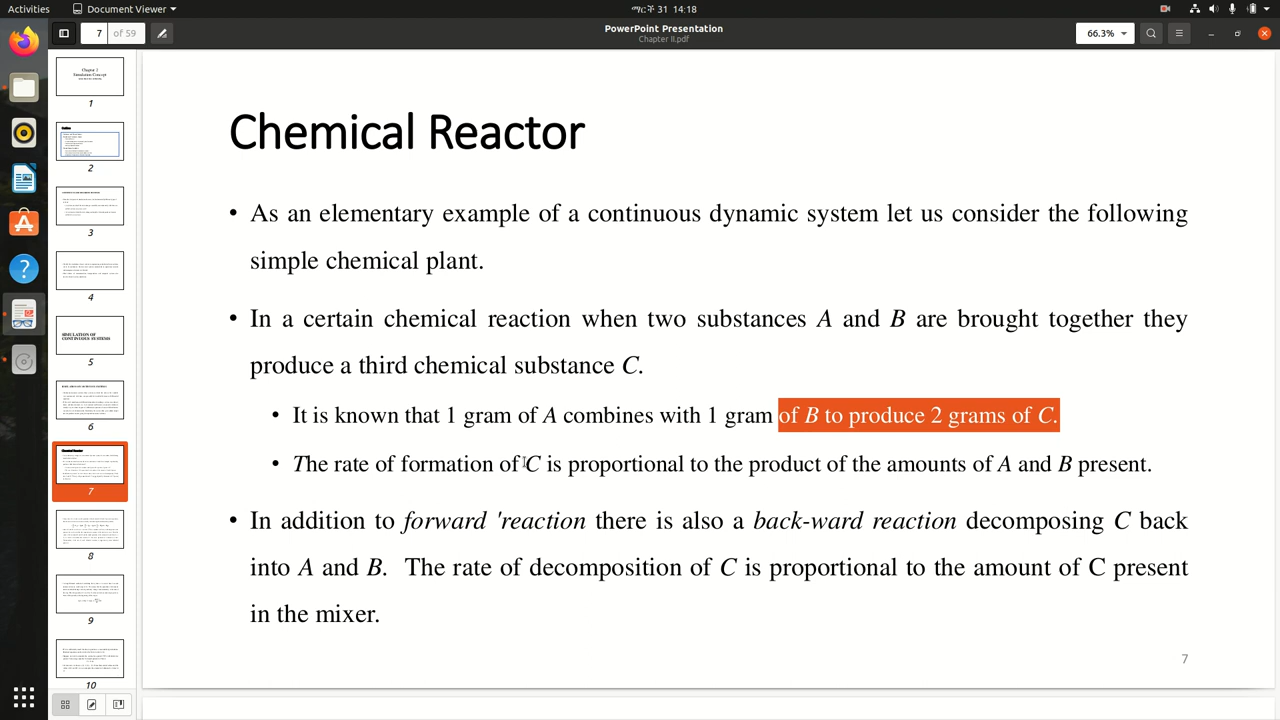 Activities
Document Viewer
ማርች 31 14:18
7 of 59
PowerPoint Presentation
Chapter II.pdf
66.3%
1
2
3
4
SIMULATION OF
CONTINUOUS SYSTEMS
5
6
7
8
9
10
Chemical Reactor
• As an elementary example of a continuous dynamic system let us consider the following
simple chemical plant.
• In a certain chemical reaction when two substances A and B are brought together they
produce a third chemical substance C.
• It is known that 1 gram of A combines with 1 gram of B to produce 2 grams of C.
• The rate of formation of C is proportional to the product of the amounts of A and B present.
• In addition to forward 'reaction there is also a back-ward reaction decomposing C back
into A and B. The rate of decomposition of C is proportional to the amount of C present
in the mixer.
7